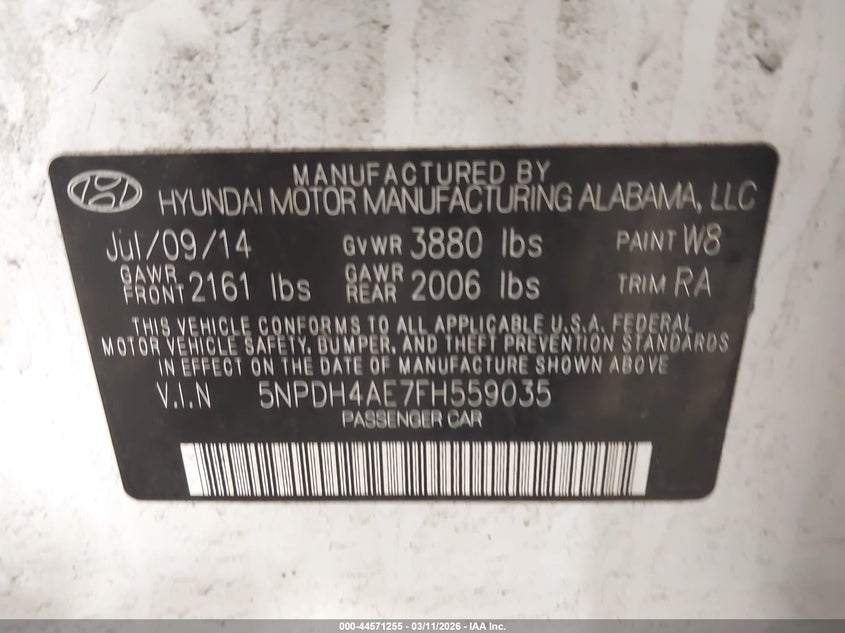 MANUFACTURED BY
HYUNDAI MOTOR MANUFACTURING ALABAMA, LLC
Jul/09/14 GVWR 3880 lbs PAINT W8
GAWR FRONT 2161 lbs GAWR REAR 2006 lbs TRIM RA
THIS VEHICLE CONFORMS TO ALL APPLICABLE U.S.A. FEDERAL
MOTOR VEHICLE SAFETY, BUMPER, AND THEFT PREVENTION STANDARDS
IN EFFECT ON THE DATE OF MANUFACTURE SHOWN ABOVE
V.I.N 5NPDH4AE7FH559035
PASSENGER CAR
000-44571255 - 03/11/2026 - IAA Inc.